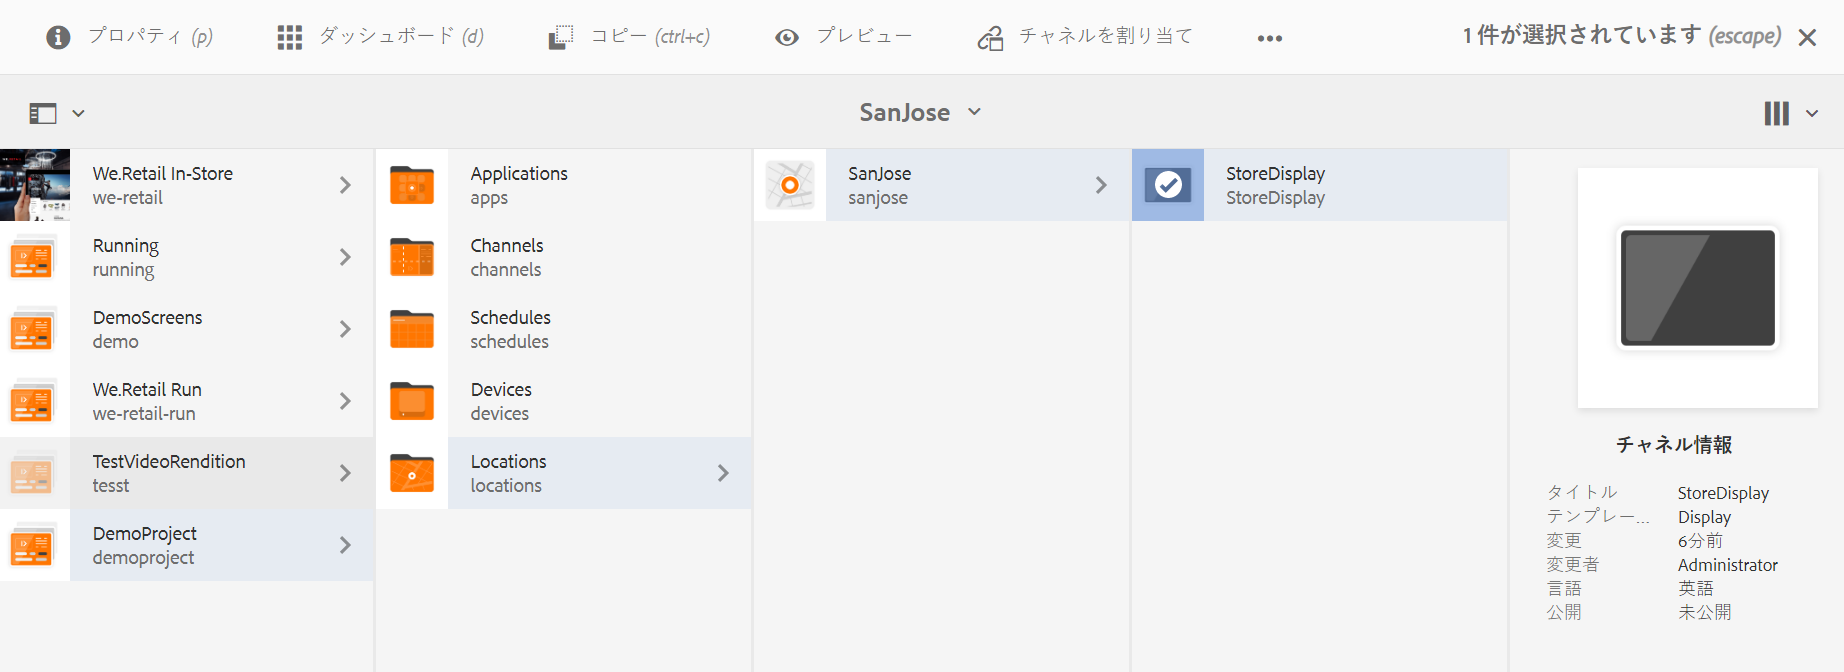 プロパティ (p)
ダッシュボード (d)
コピー (ctrl+c)
プレビュー
チャネルを割り当て
1 件が選択されています (escape)
SanJose
We.Retail In-Store
we-retail
Running
running
DemoScreens
demo
We.Retail Run
we-retail-run
TestVideoRendition
tesst
DemoProject
demoproject
Applications
apps
Channels
channels
Schedules
schedules
Devices
devices
Locations
locations
SanJose
sanjose
StoreDisplay
StoreDisplay
チャネル情報
タイトル StoreDisplay
テンプレー... Display
変更 6分前
変更者 Administrator
言語 英語
公開 未公開